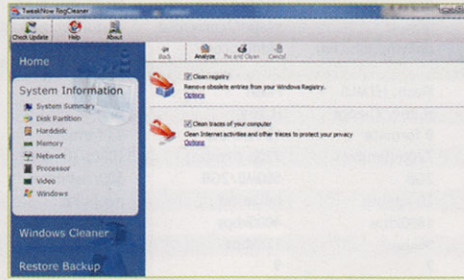 TweakNow RegCleaner
Check Update Help About
Back Analyze Fix and Clean Cancel
Home
Clean registry
Remove obsolete entries from your Windows Registry.
Options
System Information
System Summary
Disk Partition
Harddisk
Memory
Network
Processor
Video
Windows
Clean traces of your computer
Clean Internet activities and other traces to protect your privacy
Options
Windows Cleaner
Restore Backup